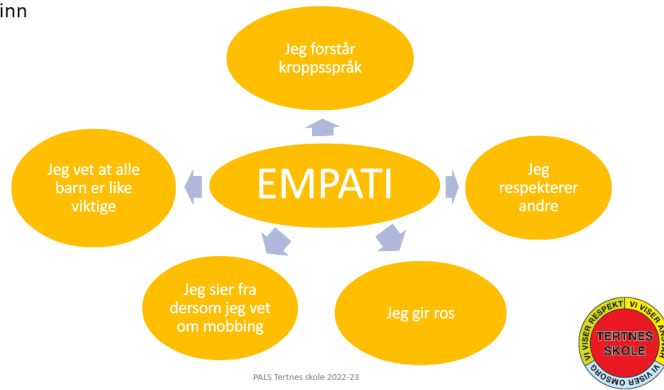 inn
Jeg forstår
kroppsspråk
Jeg vet at alle
barn er like
viktige
EMPATI
Jeg
respekterer
andre
Jeg sier fra
dersom jeg vet
om mobbing
Jeg gir ros
PALS Tertnes skole 2022-23
VI VISER RESPEKT
VI VISER ANSVAR
VI VISER OMSORG
TERTNES
SKOLE